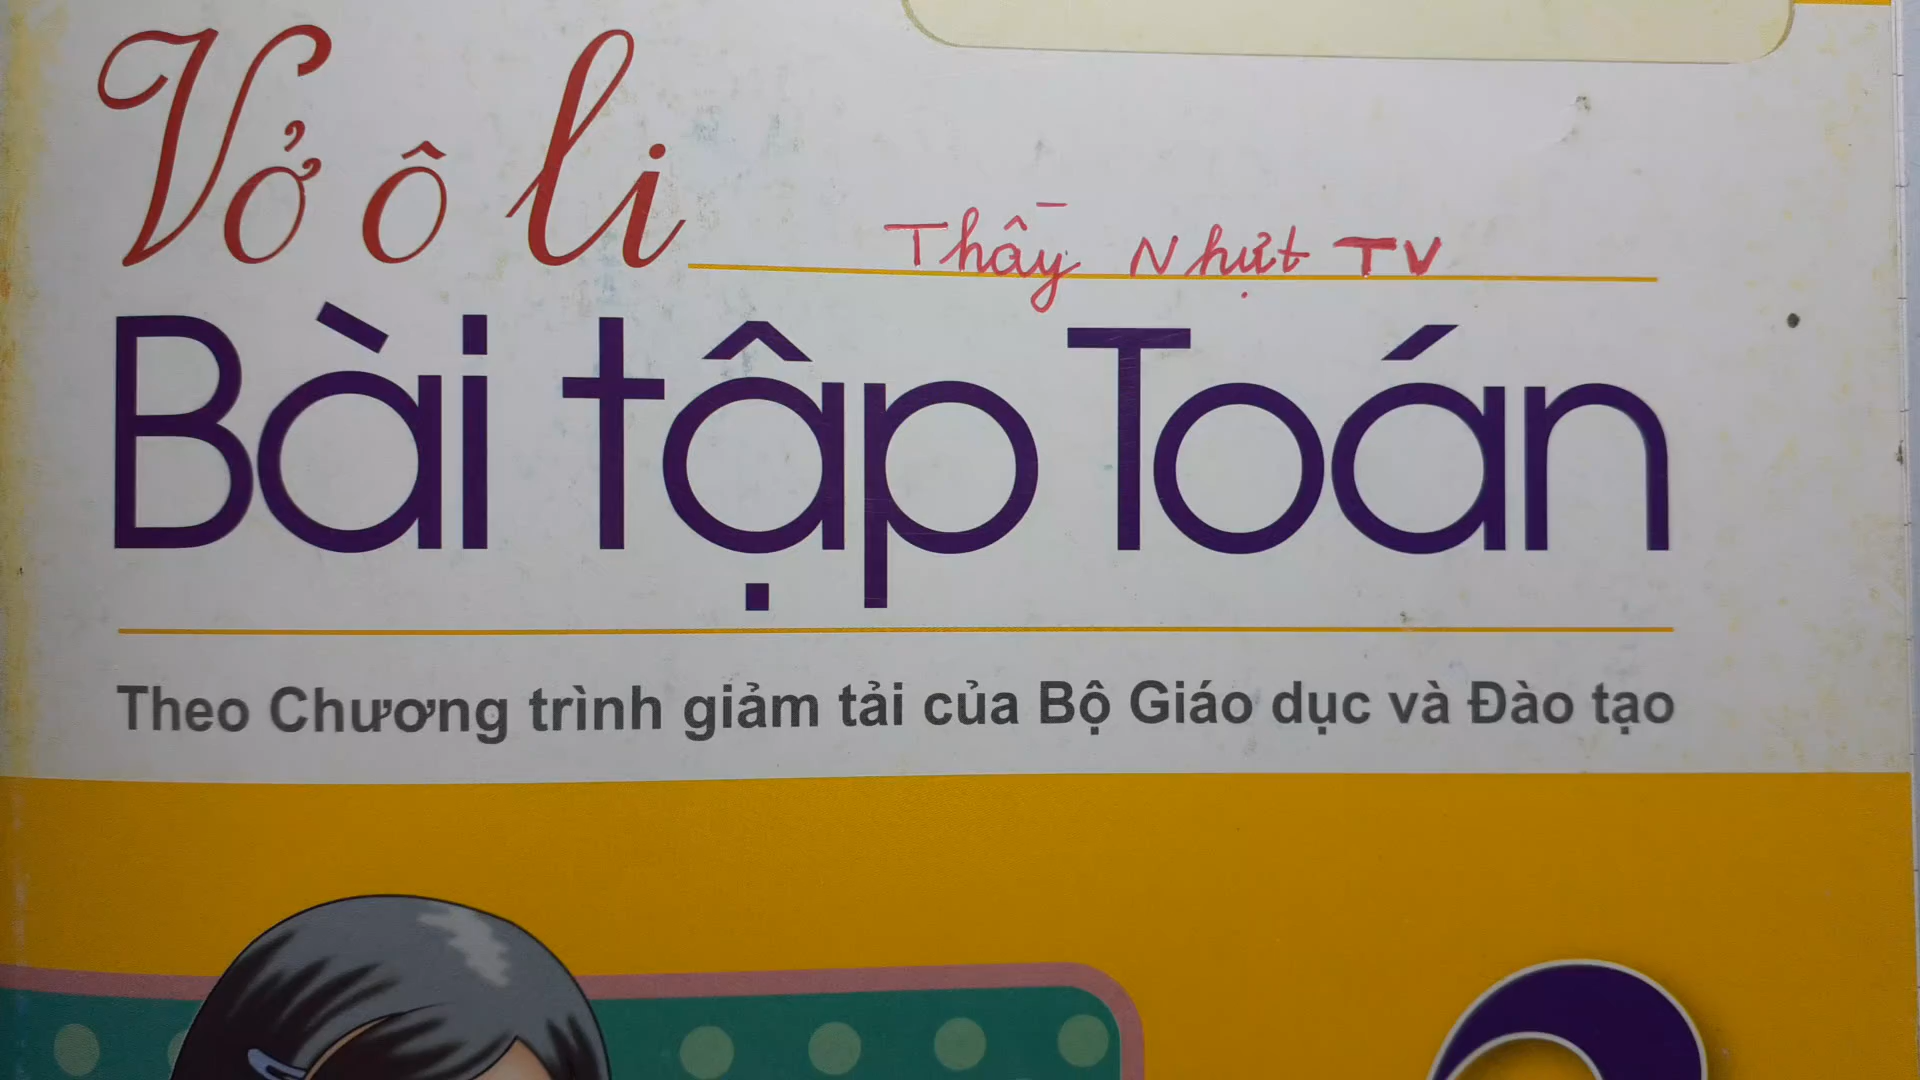 Vở ô li
Thầy Nhựt TV
Bài tập Toán
Theo Chương trình giảm tải của Bộ Giáo dục và Đào tạo